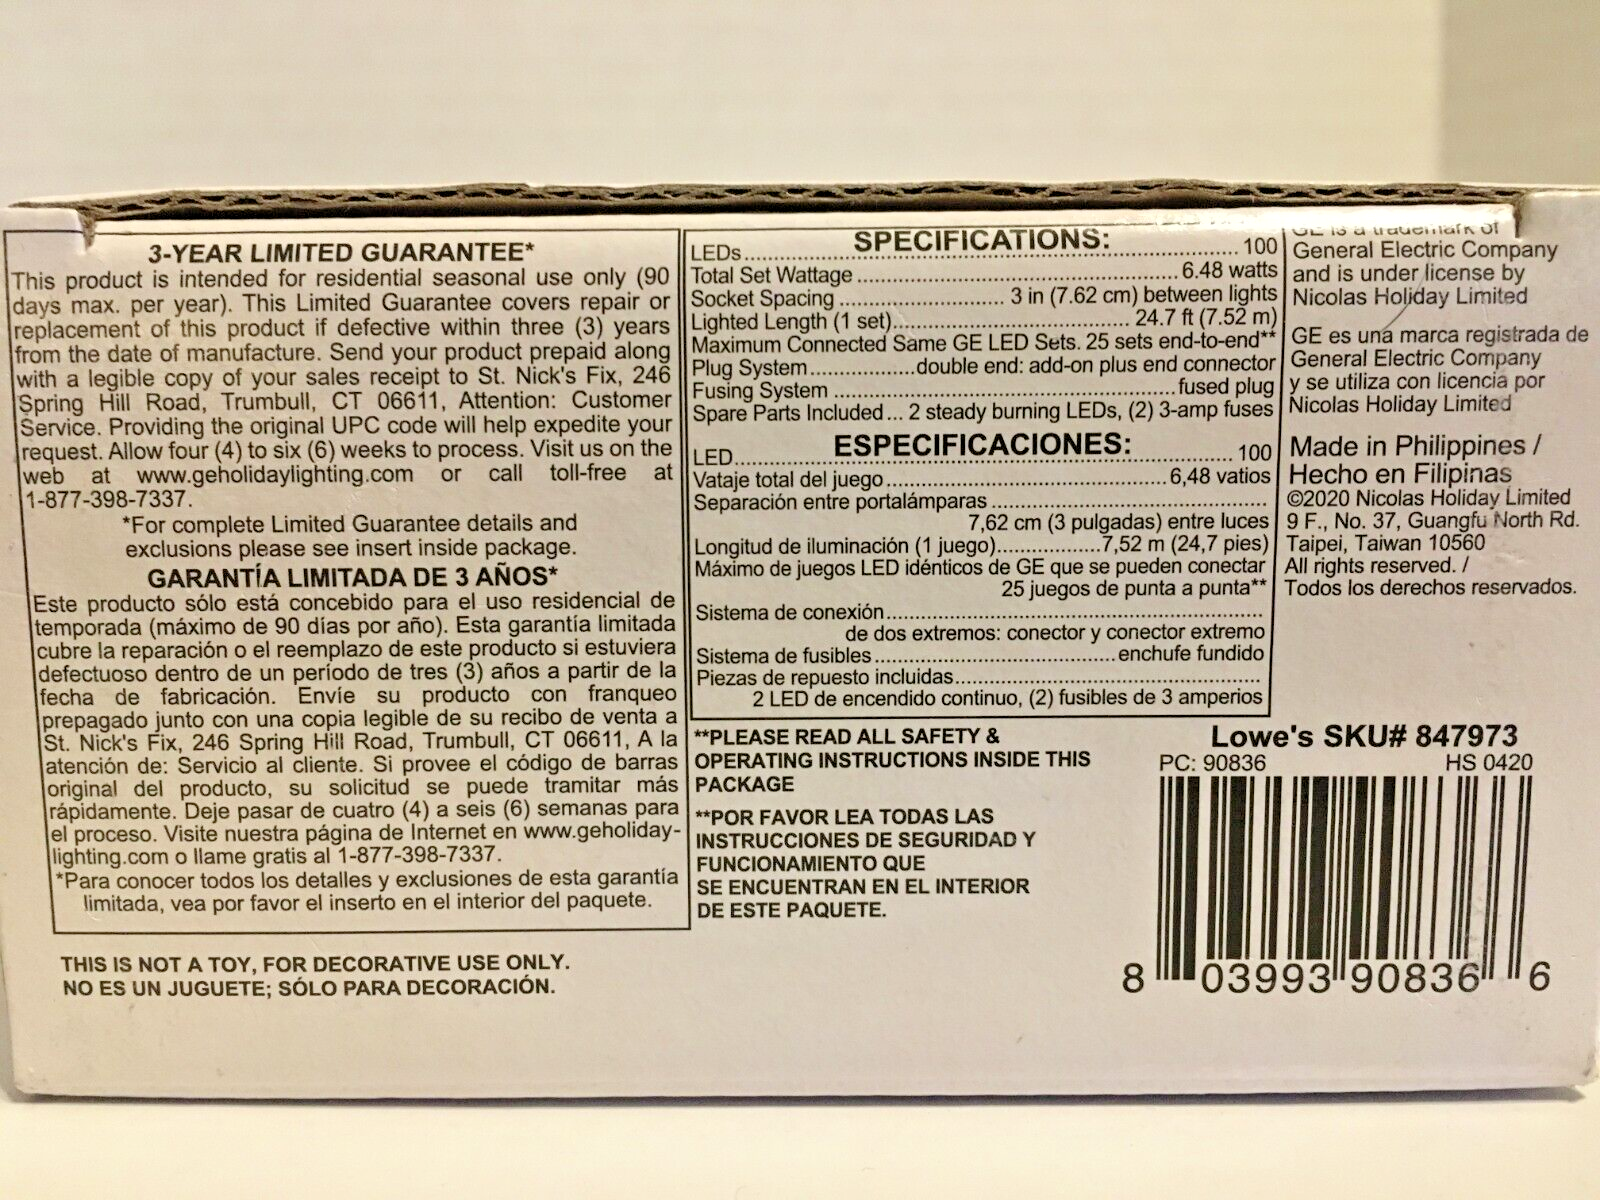 3-YEAR LIMITED GUARANTEE*
This product is intended for residential seasonal use only (90
days max. per year). This Limited Guarantee covers repair or
replacement of this product if defective within three (3) years
from the date of manufacture. Send your product prepaid along
with a legible copy of your sales receipt to St. Nick's Fix, 246
Spring Hill Road, Trumbull, CT 06611, Attention: Customer
Service. Providing the original UPC code will help expedite your
request. Allow four (4) to six (6) weeks to process. Visit us on the
web at www.geholidaylighting.com or call toll-free at
1-877-398-7337.
*For complete Limited Guarantee details and
exclusions please see insert inside package.
GARANTÍA LIMITADA DE 3 AÑOS*
Este producto sólo está concebido para el uso residencial de
temporada (máximo de 90 días por año). Esta garantía limitada
cubre la reparación o el reemplazo de este producto si estuviera
defectuoso dentro de un período de tres (3) años a partir de la
fecha de fabricación. Envíe su producto con franqueo
prepagado junto con una copia legible de su recibo de venta a
St. Nick's Fix, 246 Spring Hill Road, Trumbull, CT 06611, A la
atención de: Servicio al cliente. Si provee el código de barras
original del producto, su solicitud se puede tramitar más
rápidamente. Deje pasar de cuatro (4) a seis (6) semanas para
el proceso. Visite nuestra página de Internet en www.geholiday-
lighting.com o llame gratis al 1-877-398-7337.
*Para conocer todos los detalles y exclusiones de esta garantía
limitada, vea por favor el inserto en el interior del paquete.
THIS IS NOT A TOY, FOR DECORATIVE USE ONLY.
NO ES UN JUGUETE; SÓLO PARA DECORACIÓN.
SPECIFICATIONS:
LEDs........ 100
Total Set Wattage........ 6.48 watts
Socket Spacing........ 3 in (7.62 cm) between lights
Lighted Length (1 set)........ 24.7 ft (7.52 m)
Maximum Connected Same GE LED Sets. 25 sets end-to-end**
Plug System........double end: add-on plus end connector
Fusing System........ fused plug
Spare Parts Included... 2 steady burning LEDs, (2) 3-amp fuses
ESPECIFICACIONES:
LED........ 100
Vataje total del juego........ 6,48 vatios
Separación entre portalámparas........
7,62 cm (3 pulgadas) entre luces
Longitud de iluminación (1 juego)........7,52 m (24,7 pies)
Máximo de juegos LED idénticos de GE que se pueden conectar
25 juegos de punta a punta**
Sistema de conexión........
de dos extremos: conector y conector extremo
Sistema de fusibles........ enchufe fundido
Piezas de repuesto incluidas........
2 LED de encendido continuo, (2) fusibles de 3 amperios
**PLEASE READ ALL SAFETY &
OPERATING INSTRUCTIONS INSIDE THIS
PACKAGE
**POR FAVOR LEA TODAS LAS
INSTRUCCIONES DE SEGURIDAD Y
FUNCIONAMIENTO QUE
SE ENCUENTRAN EN EL INTERIOR
DE ESTE PAQUETE.
GE is a trademark of
General Electric Company
and is under license by
Nicolas Holiday Limited
GE es una marca registrada de
General Electric Company
y se utiliza con licencia por
Nicolas Holiday Limited
Made in Philippines /
Hecho en Filipinas
©2020 Nicolas Holiday Limited
9 F., No. 37, Guangfu North Rd.
Taipei, Taiwan 10560
All rights reserved. /
Todos los derechos reservados.
Lowe's SKU# 847973
PC: 90836 HS 0420
8 03993 90836 6